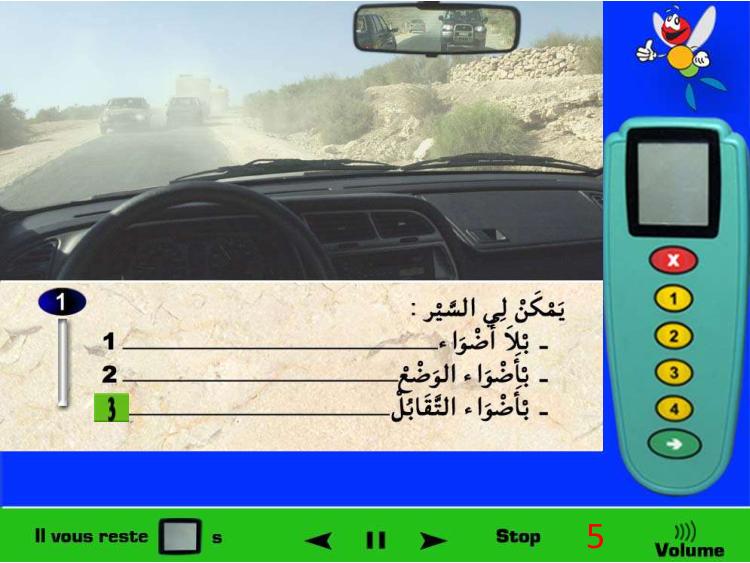 X
1
2
3
4
1
يَمْكَنْ لِي السَّيْر :
- بْلاَ أَضْوَاء 1
- بْأَضْوَاء الوَضْعْ 2
- بْأَضْوَاء التَّقَابُلْ 3
Il vous reste s
Stop
5
Volume